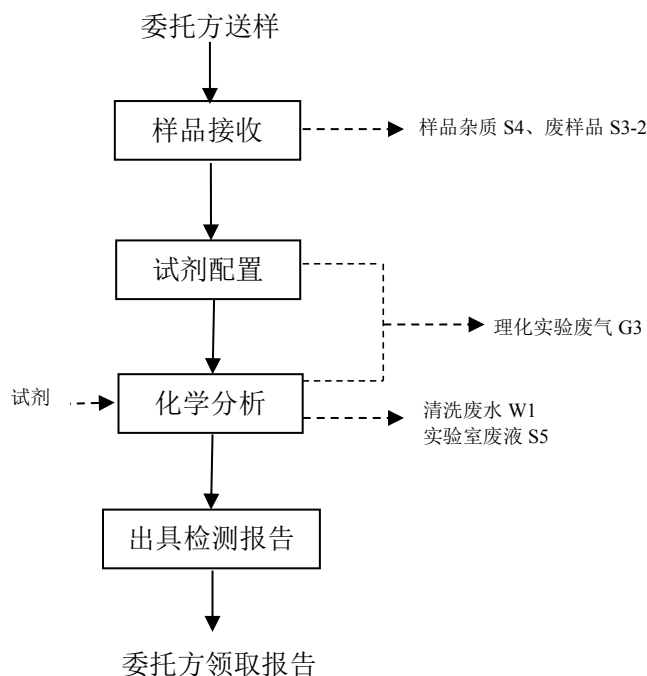 委托方送样
样品接收
样品杂质 S4、废样品 S3-2
试剂配置
理化实验废气 G3
试剂
化学分析
清洗废水 W1
实验室废液 S5
出具检测报告
委托方领取报告